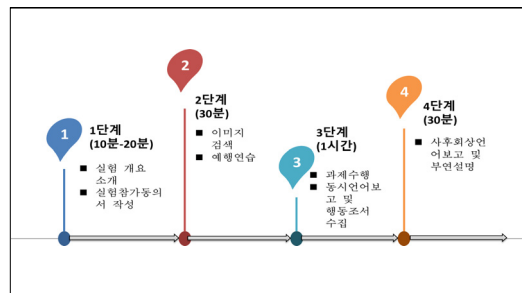 1
1단계
(10분-20분)
■ 실험 개요
소개
■ 실험참가동의
서 작성
2
2단계
(30분)
■ 이미지
검색
■ 예행연습
3
3단계
(1시간)
■ 과제수행
■ 동시언어보
고 및
행동조서
수집
4
4단계
(30분)
■ 사후회상언
어보고 및
부연설명